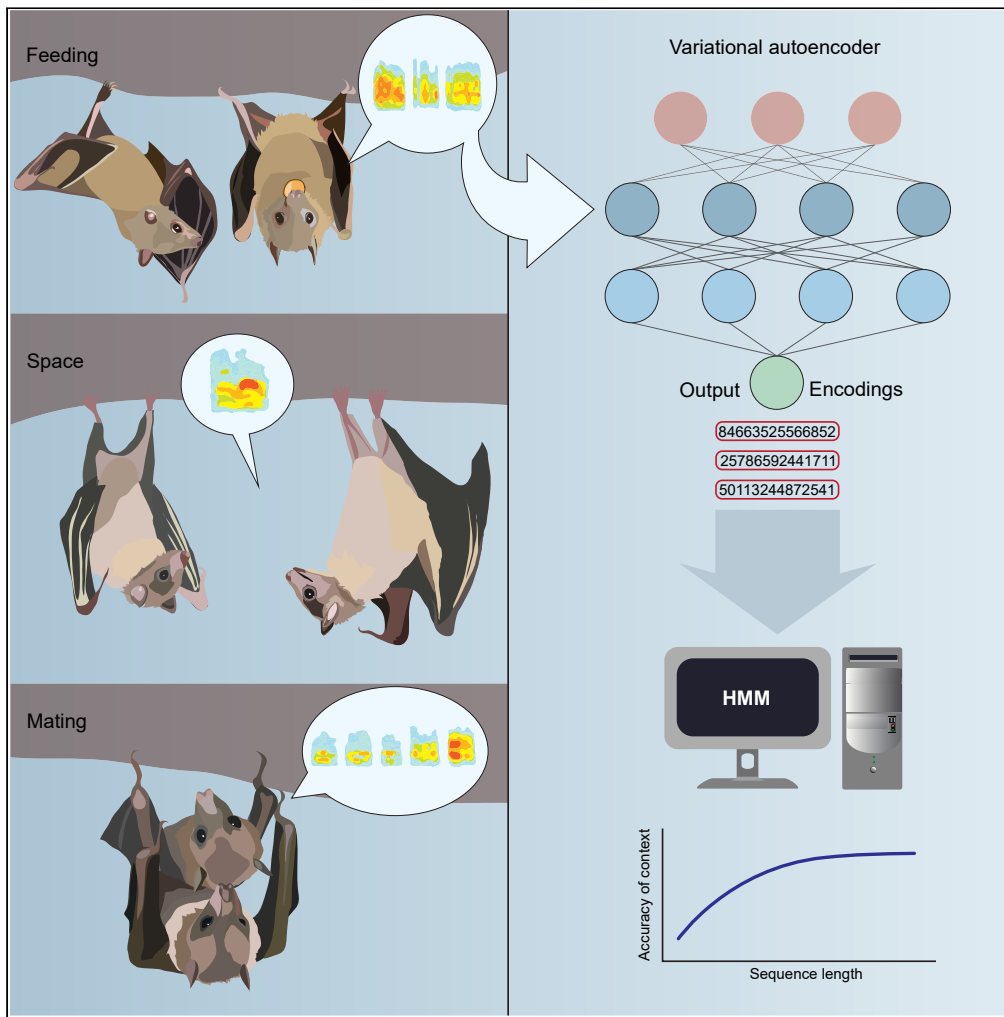 Feeding
Space
Mating
Variational autoencoder
Output Encodings
84663525566852
25786592441711
50113244872541
HMM
Accuracy of context
Sequence length